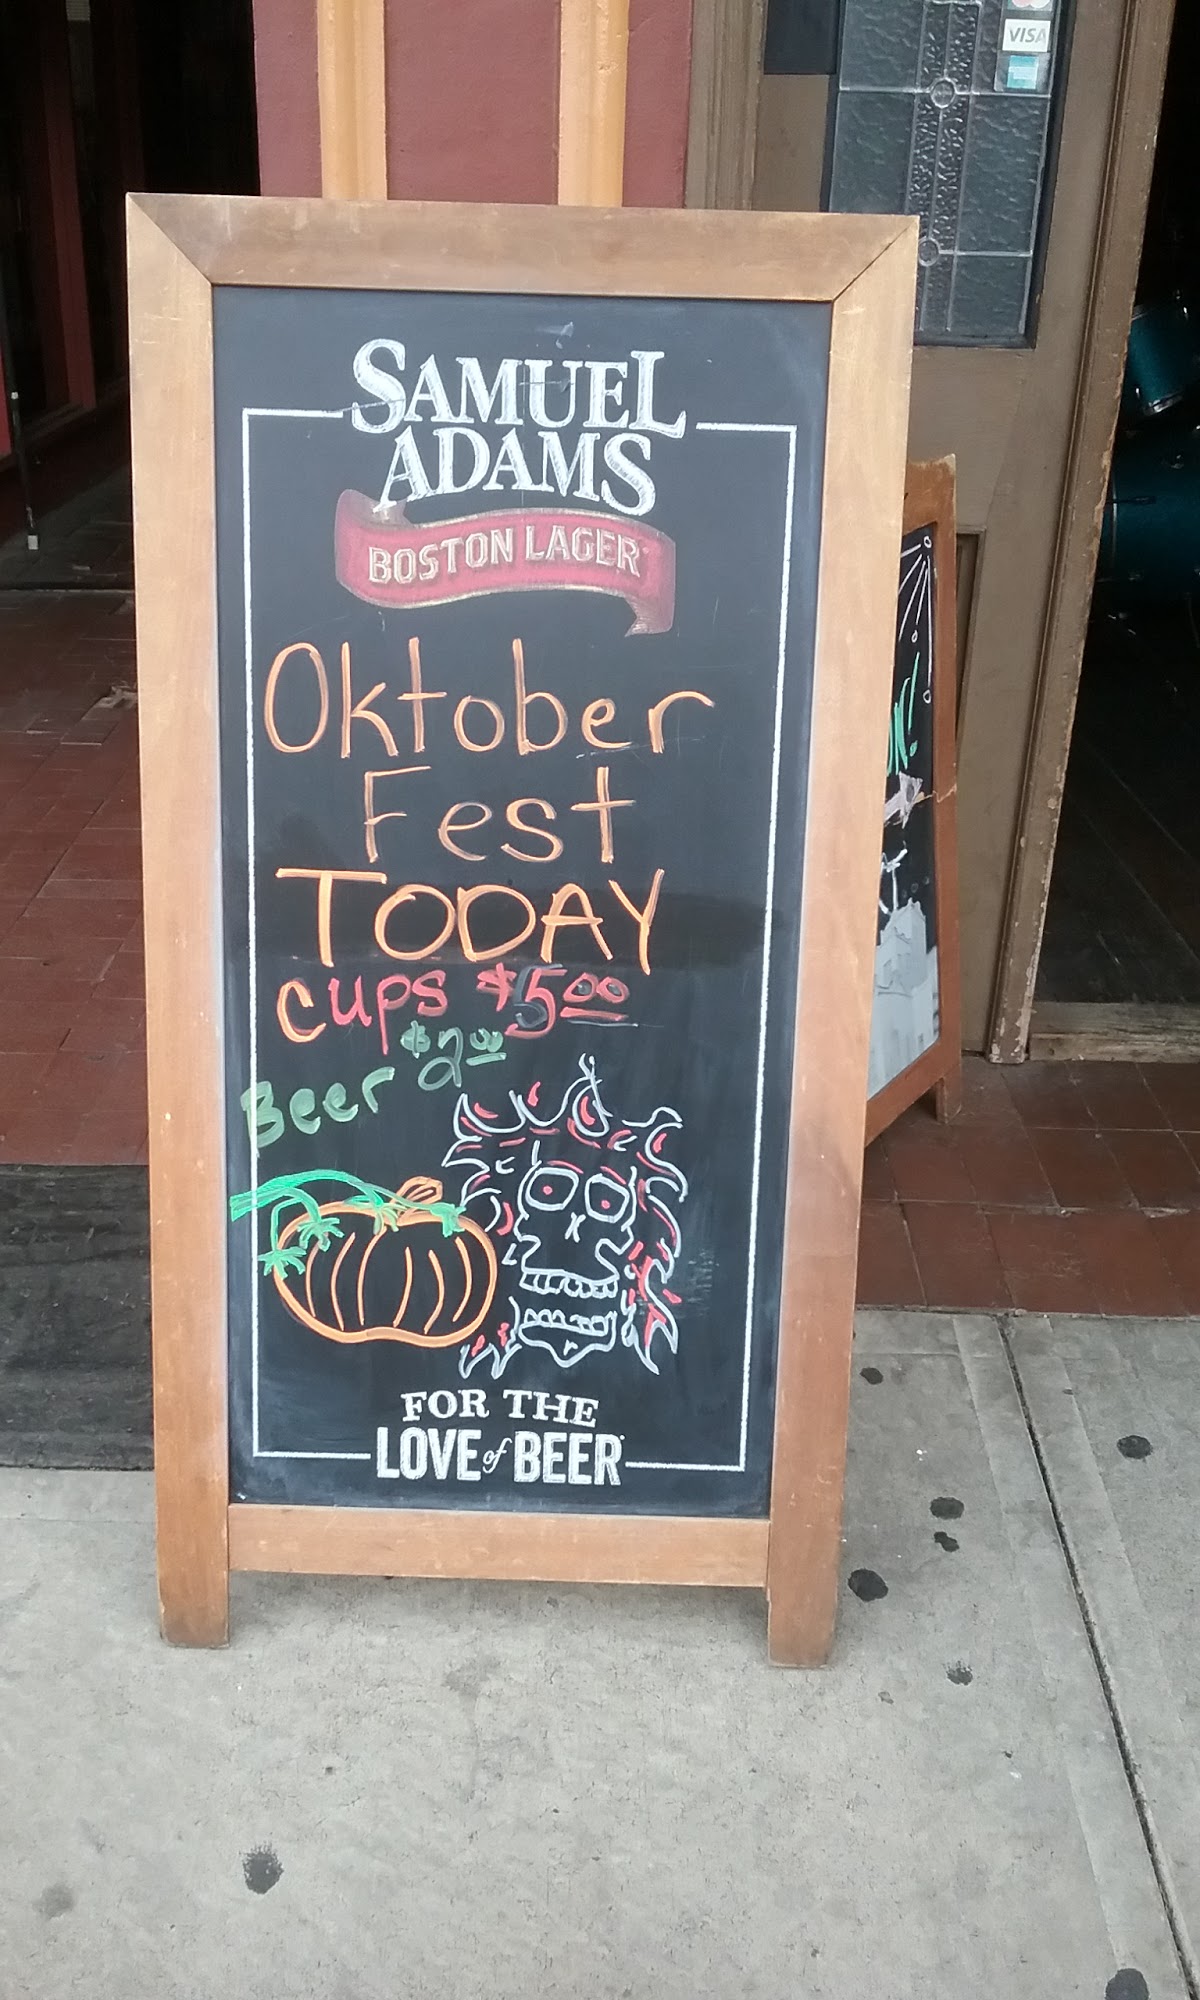 VISA
SAMUEL
ADAMS
BOSTON LAGER
Oktober
Fest
TODAY
Cups $5.00
Beer $2.00
FOR THE
LOVE of BEER